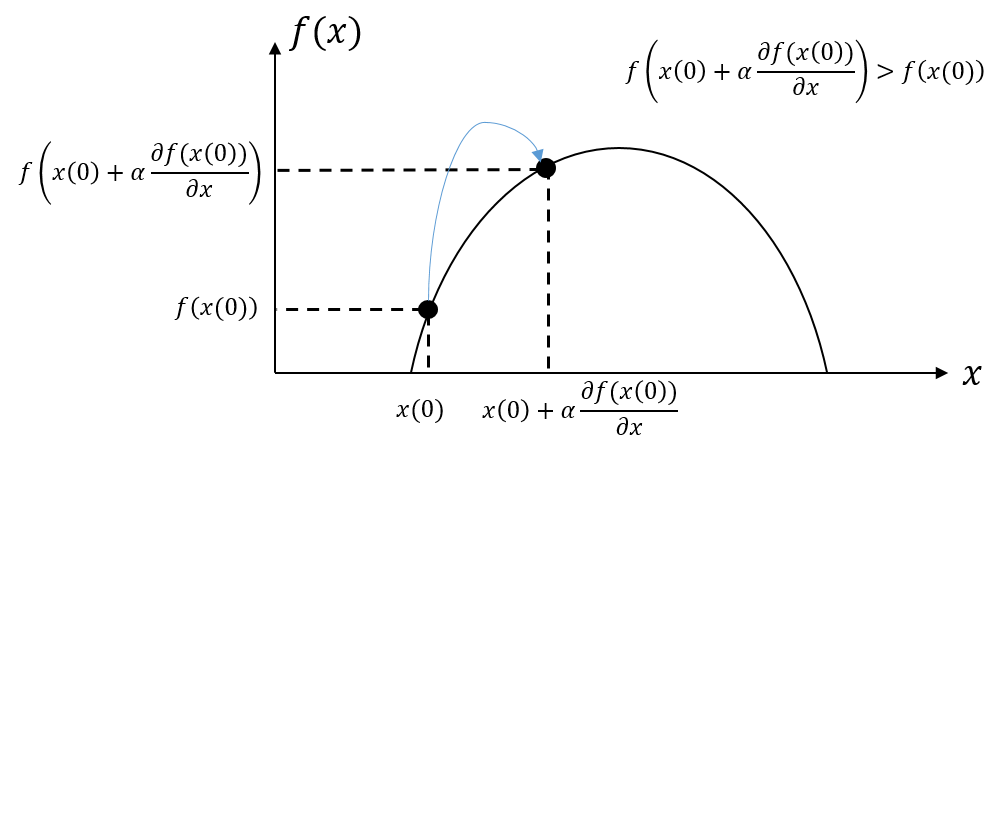 f(x)
f(x(0) + α ∂f(x(0))/∂x) > f(x(0))
f(x(0) + α ∂f(x(0))/∂x)
f(x(0))
x
x(0)
x(0) + α ∂f(x(0))/∂x